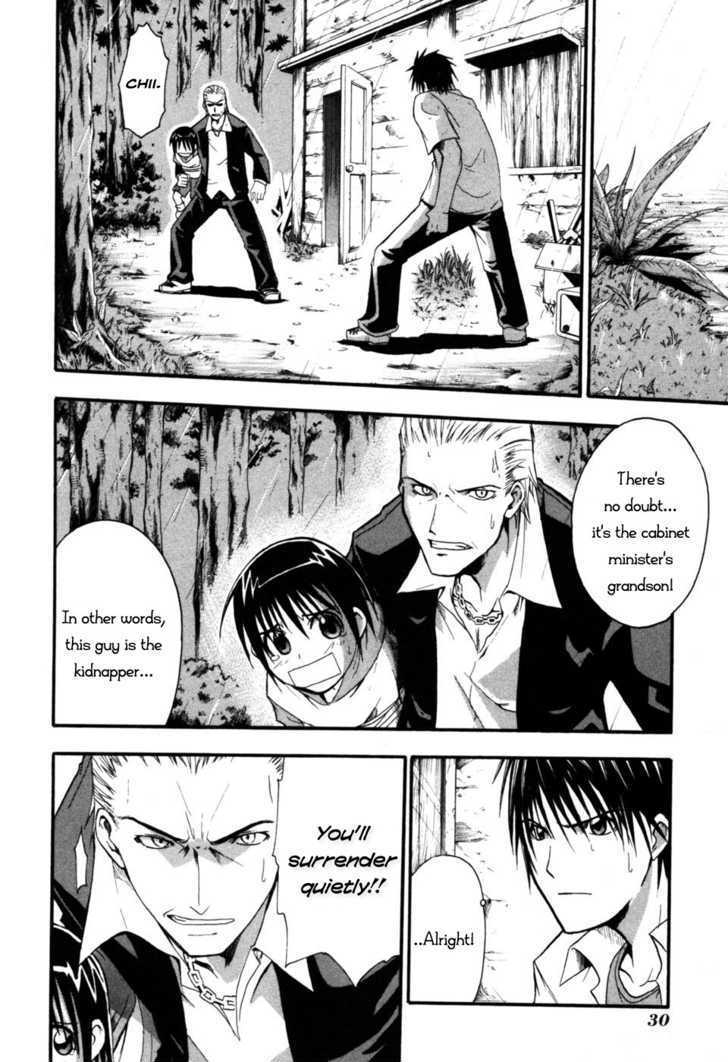 CHII.
There's
no doubt...
it's the cabinet
minister's
grandson!
In other words,
this guy is the
kidnapper...
..Alright!
You'll
surrender
quietly!!
30